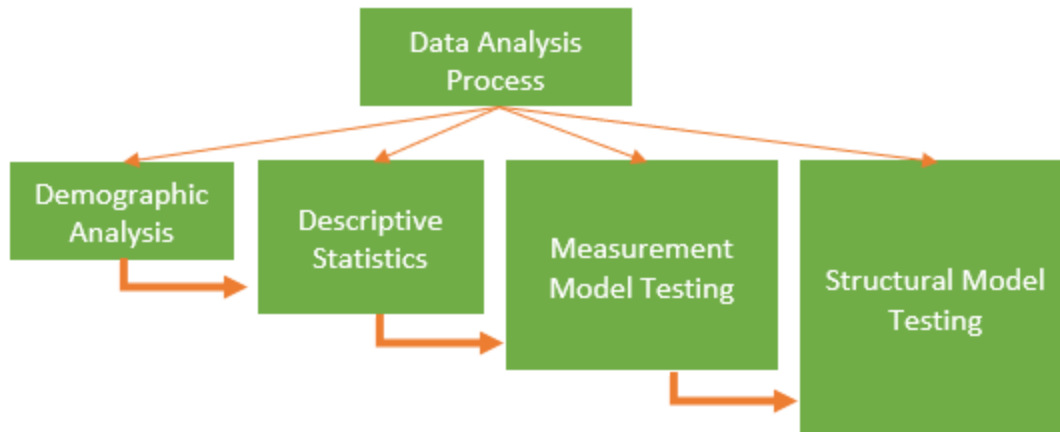 Data Analysis
Process
Demographic
Analysis
Descriptive
Statistics
Measurement
Model Testing
Structural Model
Testing